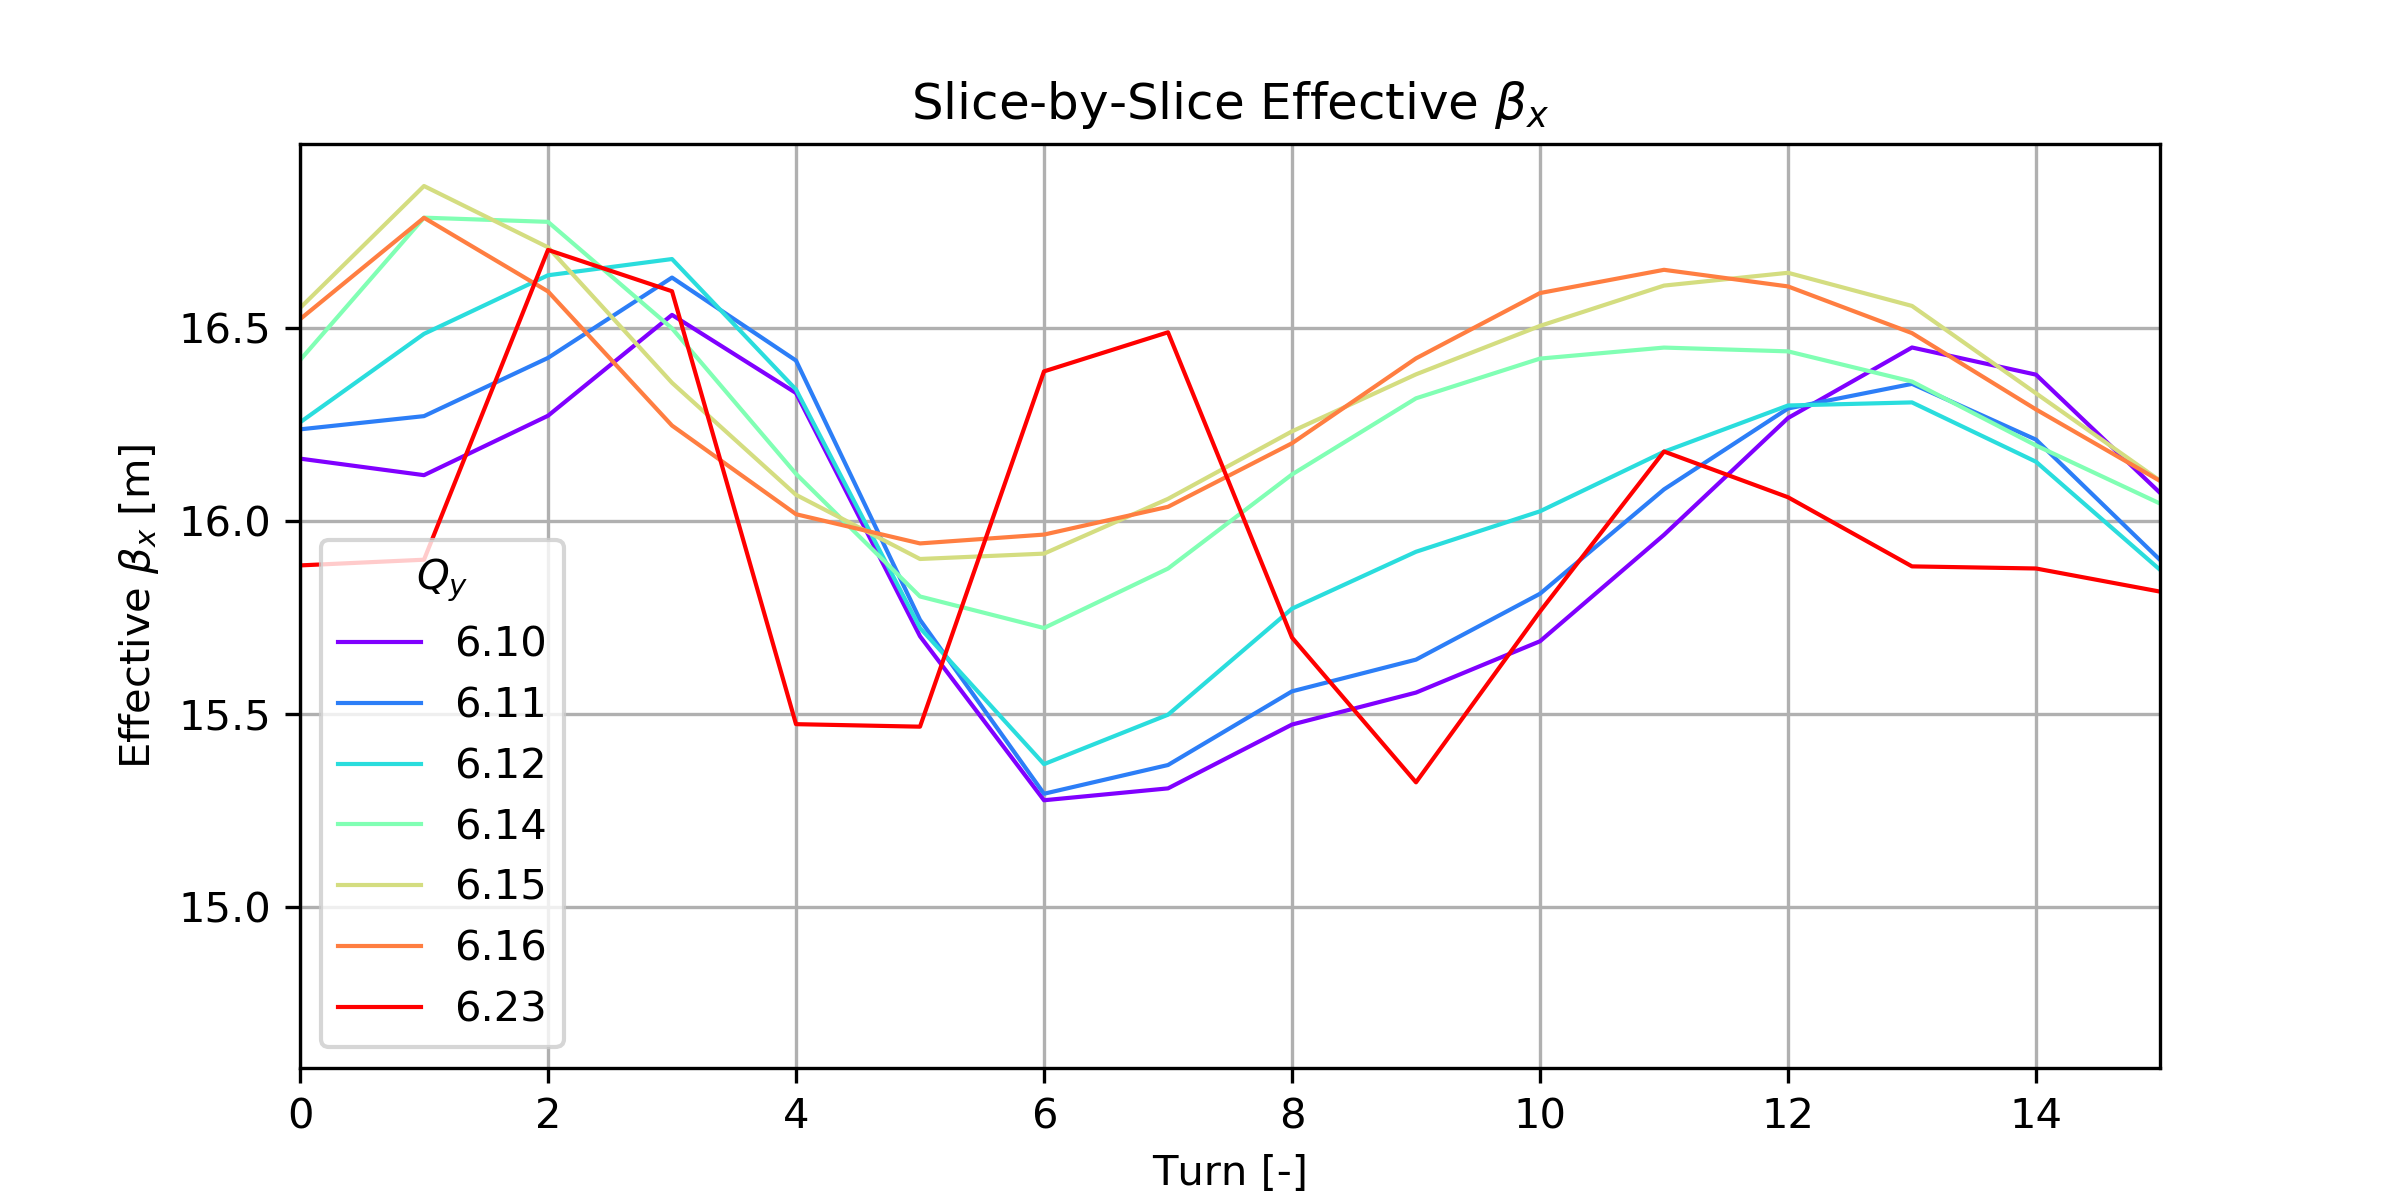 Slice-by-Slice Effective βx
Effective βx [m]
16.5
16.0
15.5
15.0
Qy
6.10
6.11
6.12
6.14
6.15
6.16
6.23
0 2 4 6 8 10 12 14
Turn [-]